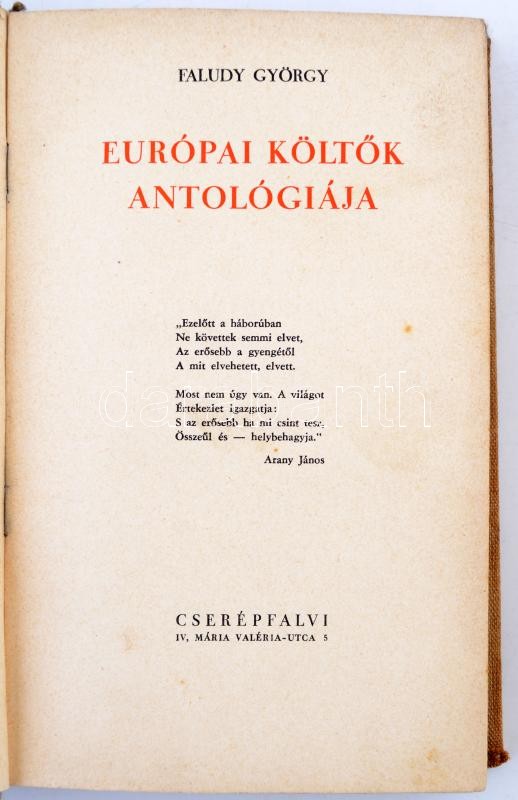 FALUDY GYÖRGY
EURÓPAI KÖLTŐK
ANTOLÓGIÁJA
„Ezelőtt a háborúban
Ne követtek semmi elvet,
Az erősebb a gyengétől
A mit elvehetett, elvett.
Most nem úgy van. A világot
Értekezlet igazgatja:
S az erősebb ha mi csint tesz,
Összeűl és — helybehagyja."
Arany János
CSERÉPFALVI
IV, MÁRIA VALÉRIA-UTCA 5